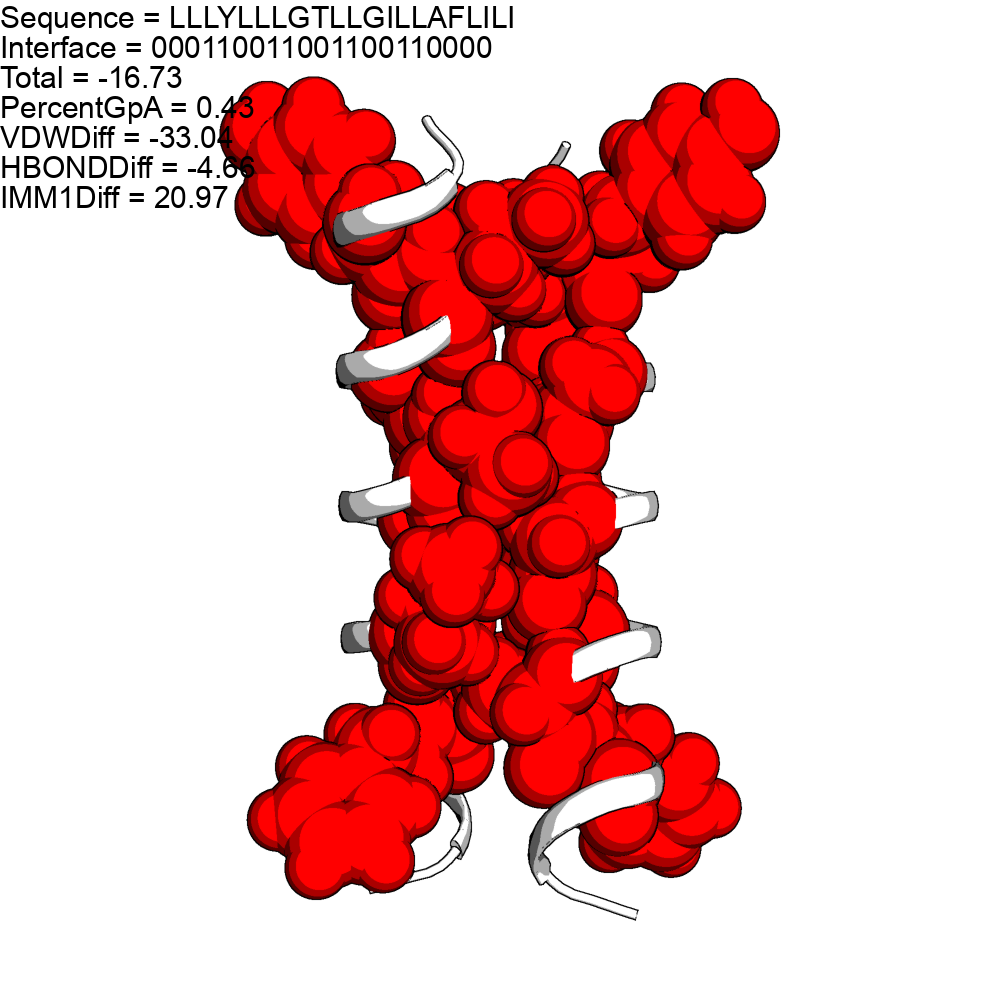 Sequence = LLLYLLLGTLLGILLAFLILI
Interface = 000110011001100110000
Total = -16.73
PercentGpA = 0.43
VDWDiff = -33.04
HBONDDiff = -4.66
IMM1Diff = 20.97